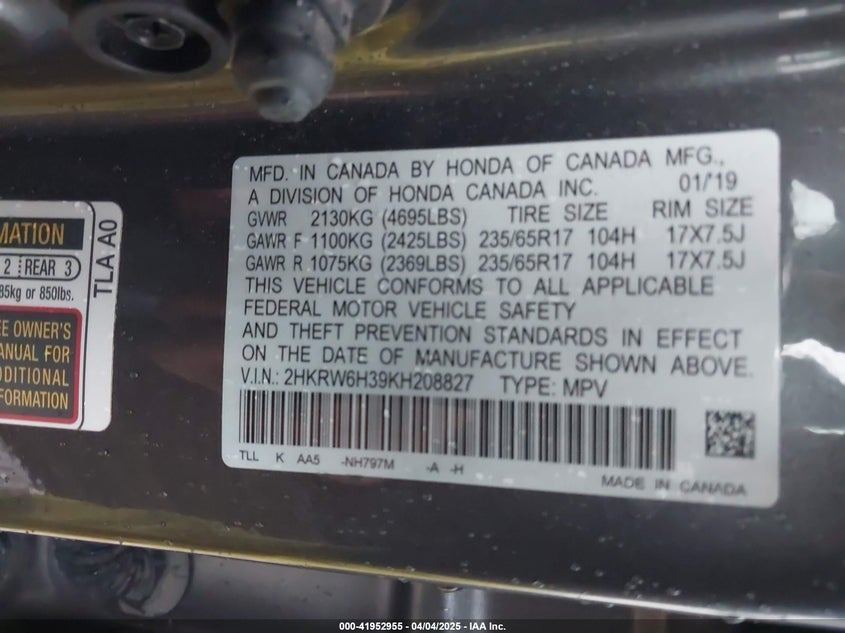 MATION
2 REAR 3
85kg or 850lbs.
EE OWNER'S
ANUAL FOR
DDITIONAL
FORMATION
TLA A0
MFD. IN CANADA BY HONDA OF CANADA MFG.,
A DIVISION OF HONDA CANADA INC. 01/'19
GVWR 2130KG (4695LBS) TIRE SIZE RIM SIZE
GAWR F 1100KG (2425LBS) 235/65R17 104H 17X7.5J
GAWR R 1075KG (2369LBS) 235/65R17 104H 17X7.5J
THIS VEHICLE CONFORMS TO ALL APPLICABLE
FEDERAL MOTOR VEHICLE SAFETY
AND THEFT PREVENTION STANDARDS IN EFFECT
ON THE DATE OF MANUFACTURE SHOWN ABOVE.
V.I.N.: 2HKRW6H39KH208827 TYPE: MPV
TLL K AA5 -NH797M -A -H
MADE IN CANADA
000-41952955 - 04/04/2025 - IAA Inc.